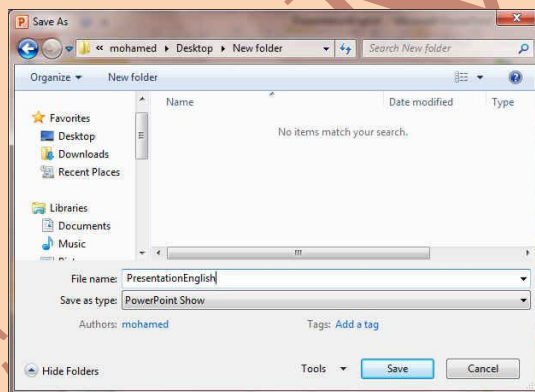 Save As
« mohamed ▸ Desktop ▸ New folder
Search New folder
Organize
New folder
Name
Date modified
Type
Favorites
Desktop
Downloads
Recent Places
No items match your search.
Libraries
Documents
Music
File name: PresentationEnglish
Save as type: PowerPoint Show
Authors: mohamed
Tags: Add a tag
Hide Folders
Tools
Save
Cancel